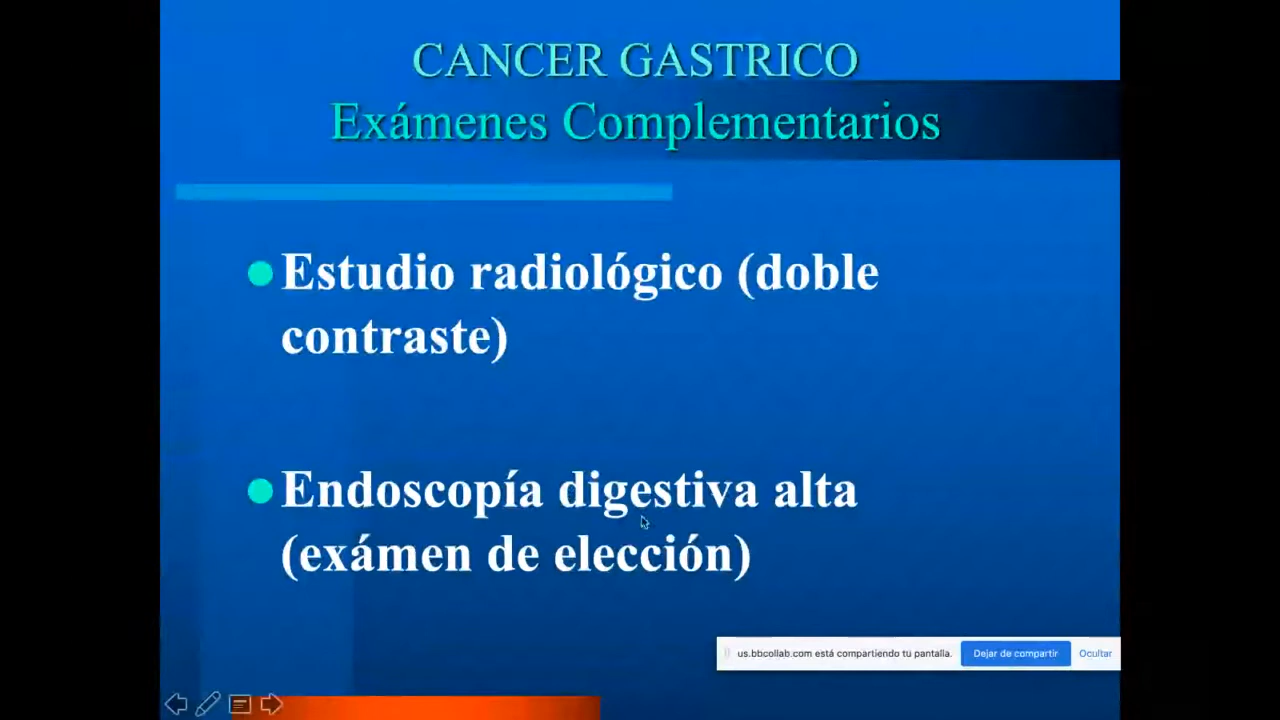 CANCER GASTRICO
Exámenes Complementarios
Estudio radiológico (doble
contraste)
Endoscopía digestiva alta
(exámen de elección)
us.bbcollab.com está compartiendo tu pantalla. Dejar de compartir Ocultar